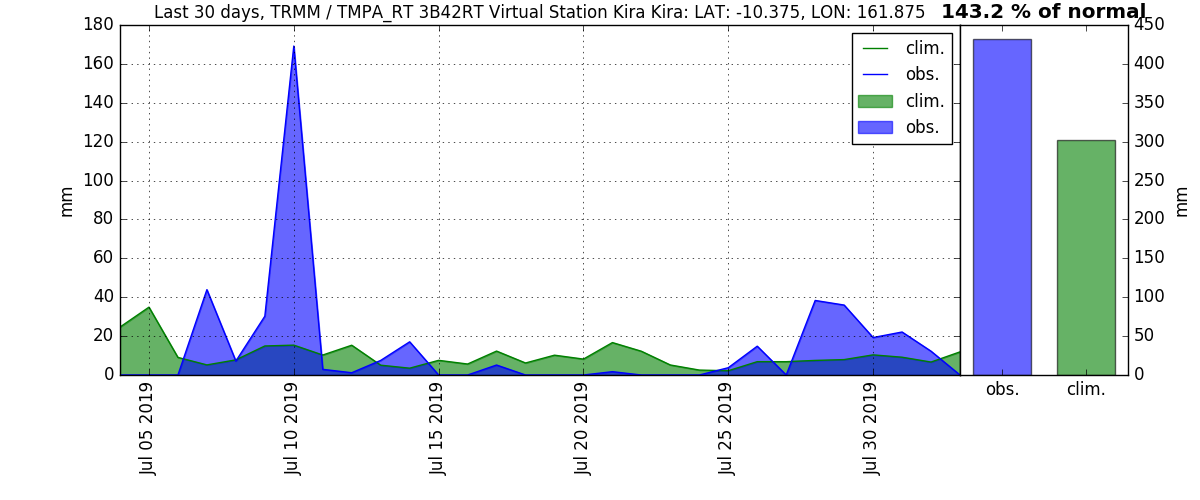 Last 30 days, TRMM / TMPA_RT 3B42RT Virtual Station Kira Kira: LAT: -10.375, LON: 161.875
143.2 % of normal
180
160
140
120
100
80
60
40
20
0
mm
clim.
obs.
clim.
obs.
Jul 05 2019
Jul 10 2019
Jul 15 2019
Jul 20 2019
Jul 25 2019
Jul 30 2019
450
400
350
300
250
200
150
100
50
0
mm
obs.
clim.